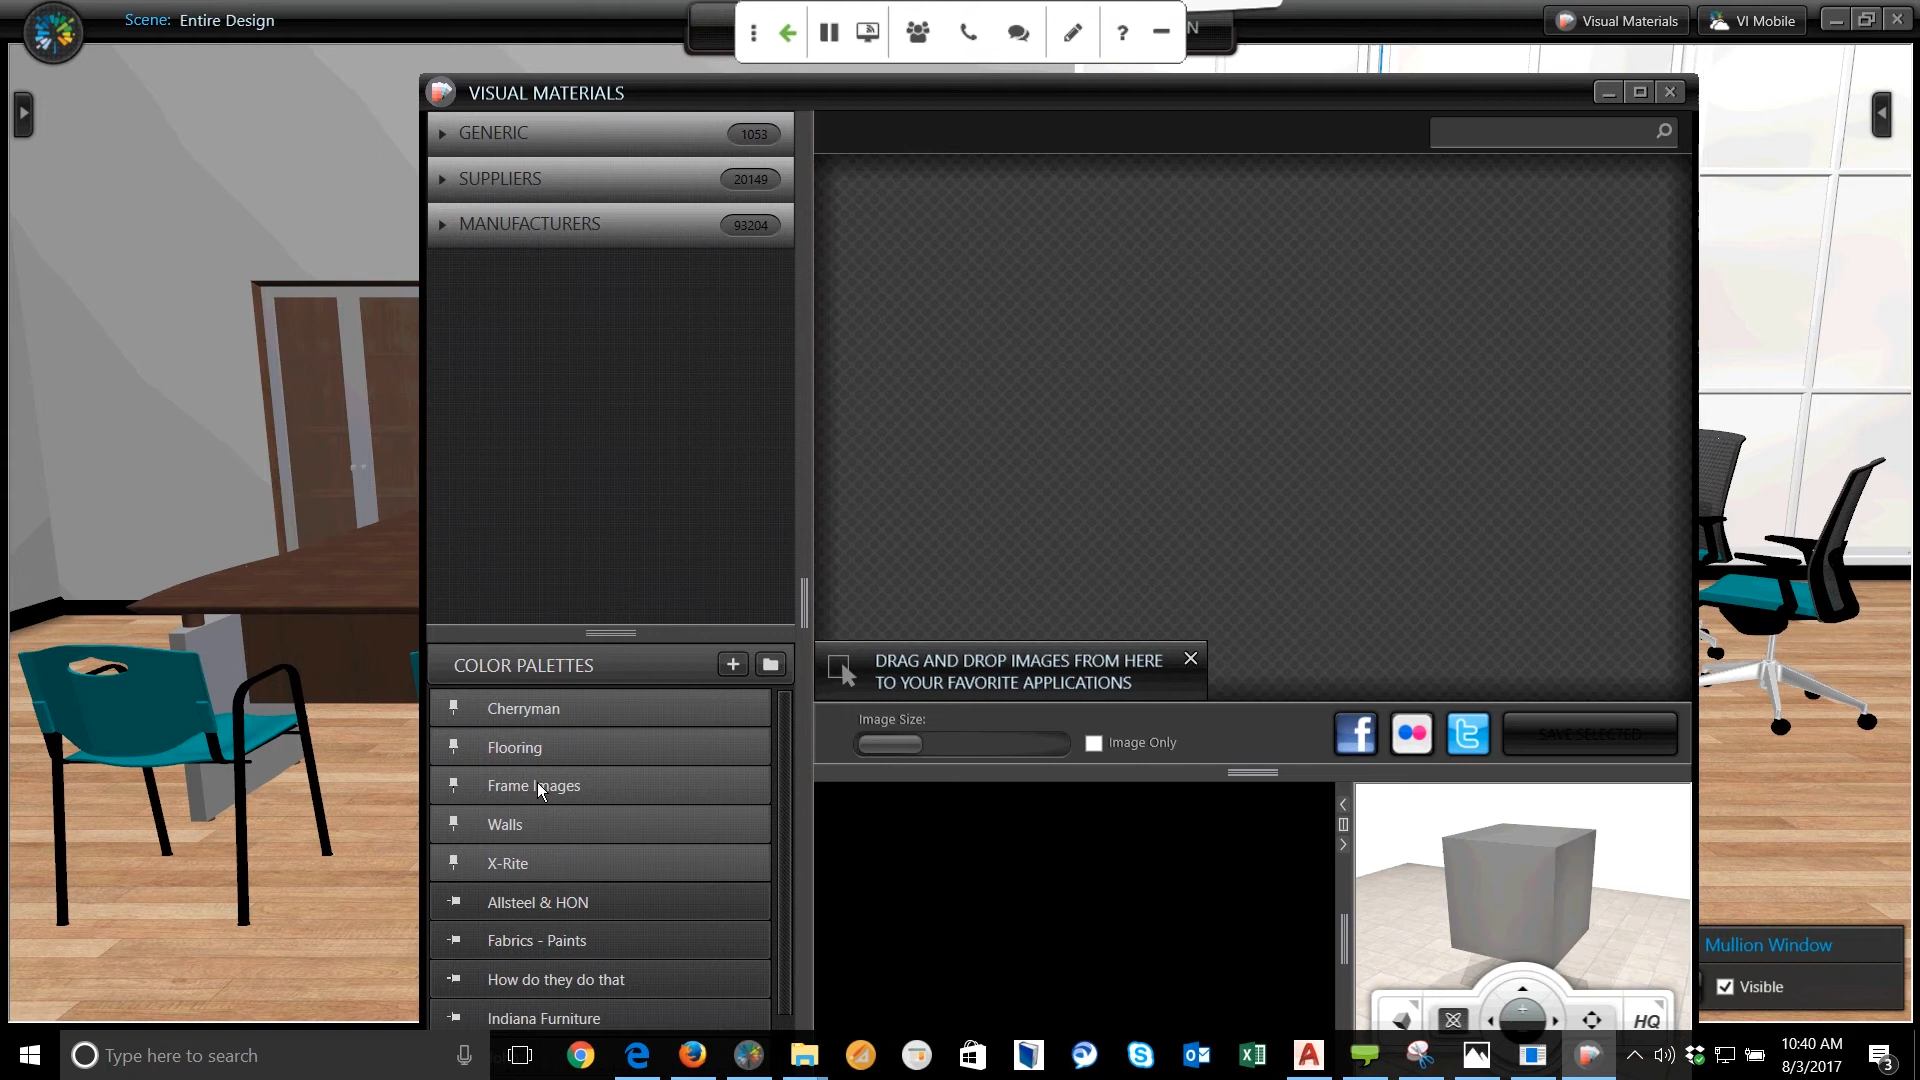 Scene: Entire Design
N
Visual Materials
VI Mobile
VISUAL MATERIALS
GENERIC 1053
SUPPLIERS 20149
MANUFACTURERS 93204
COLOR PALETTES
Cherryman
Flooring
Frame Images
Walls
X-Rite
Allsteel & HON
Fabrics - Paints
How do they do that
Indiana Furniture
DRAG AND DROP IMAGES FROM HERE
TO YOUR FAVORITE APPLICATIONS
Image Size:
Image Only
SAVE SELECTED
HQ
Mullion Window
Visible
Type here to search
10:40 AM
8/3/2017
3